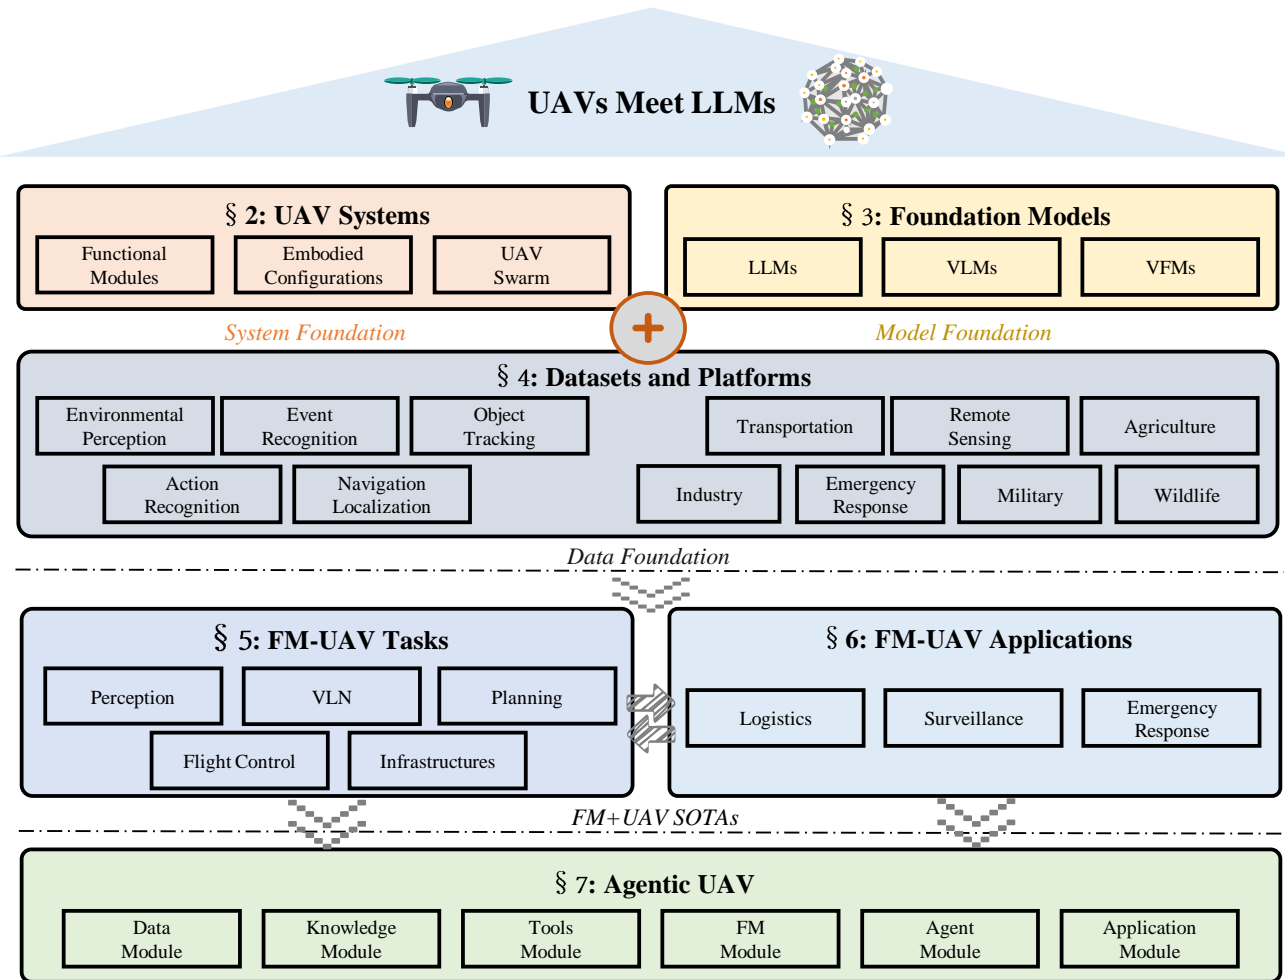 UAVs Meet LLMs
§ 2: UAV Systems
Functional
Modules
Embodied
Configurations
UAV
Swarm
§ 3: Foundation Models
LLMs
VLMs
VFMs
System Foundation
Model Foundation
§ 4: Datasets and Platforms
Environmental
Perception
Event
Recognition
Object
Tracking
Action
Recognition
Navigation
Localization
Transportation
Remote
Sensing
Agriculture
Industry
Emergency
Response
Military
Wildlife
Data Foundation
§ 5: FM-UAV Tasks
Perception
VLN
Planning
Flight Control
Infrastructures
§ 6: FM-UAV Applications
Logistics
Surveillance
Emergency
Response
FM+UAV SOTAs
§ 7: Agentic UAV
Data
Module
Knowledge
Module
Tools
Module
FM
Module
Agent
Module
Application
Module